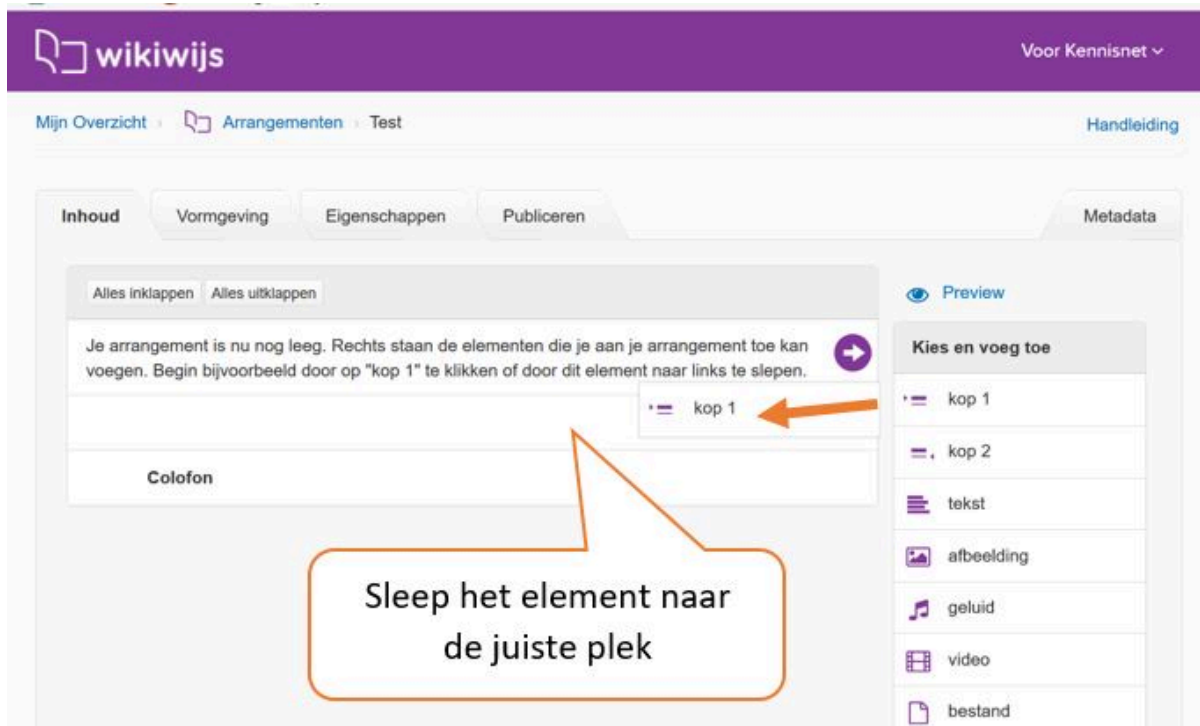 wikiwijs
Voor Kennisnet
Mijn Overzicht
Arrangementen
Test
Handleiding
Inhoud
Vormgeving
Eigenschappen
Publiceren
Metadata
Alles inklappen
Alles uitklappen
Je arrangement is nu nog leeg. Rechts staan de elementen die je aan je arrangement toe kan
voegen. Begin bijvoorbeeld door op "kop 1" te klikken of door dit element naar links te slepen.
kop 1
Colofon
Sleep het element naar
de juiste plek
Preview
Kies en voeg toe
kop 1
kop 2
tekst
afbeelding
geluid
video
bestand